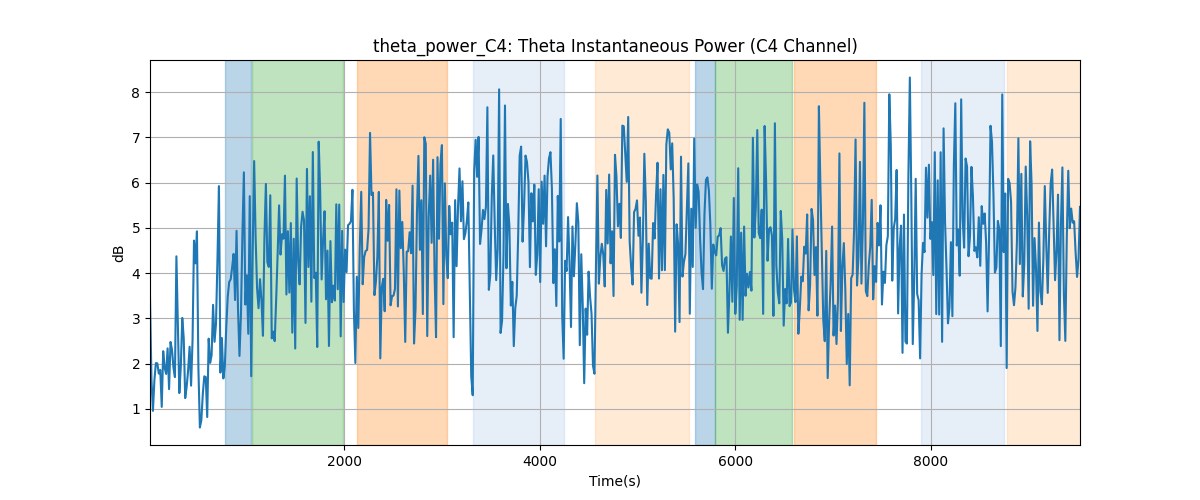 theta_power_C4: Theta Instantaneous Power (C4 Channel)
8
7
6
5
4
3
2
1
dB
2000 4000 6000 8000
Time(s)